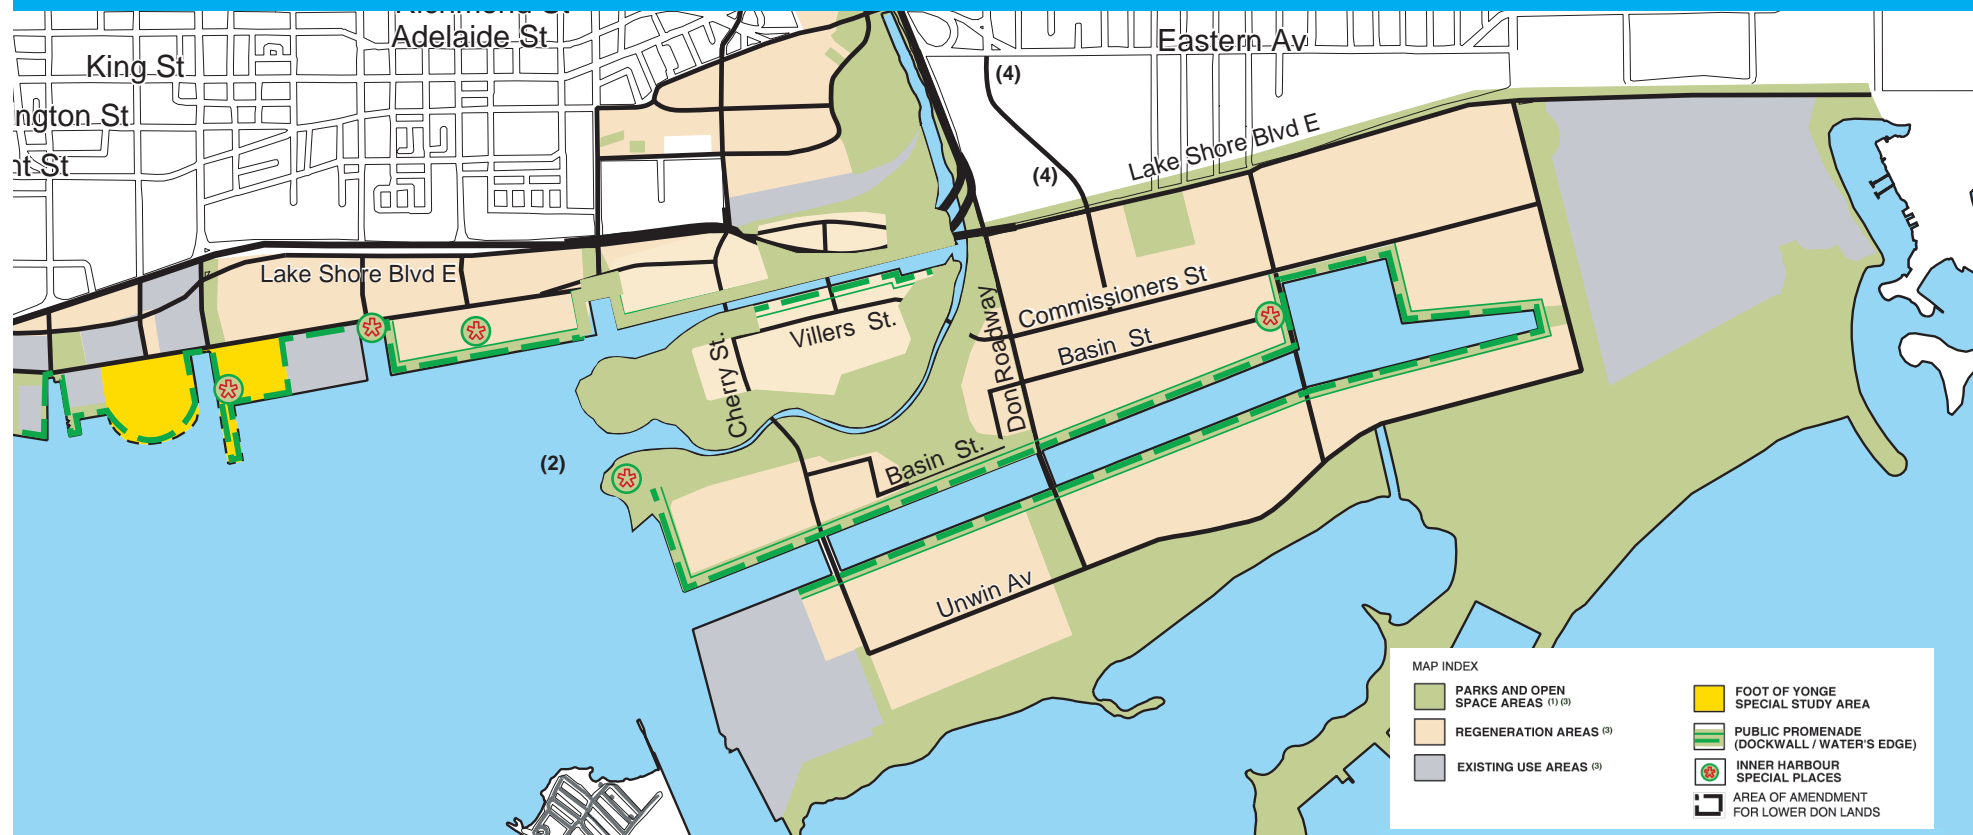 Richmond St
Adelaide St
Eastern Av
King St
(4)
ngton St
nt St
Lake Shore Blvd E
(4)
Lake Shore Blvd E
Commissioners St
Villers St.
Basin St
Don Roadway
Cherry St.
Basin St.
(2)
Unwin Av
MAP INDEX
PARKS AND OPEN
SPACE AREAS (1) (3)
REGENERATION AREAS (3)
EXISTING USE AREAS (3)
FOOT OF YONGE
SPECIAL STUDY AREA
PUBLIC PROMENADE
(DOCKWALL / WATER'S EDGE)
INNER HARBOUR
SPECIAL PLACES
AREA OF AMENDMENT
FOR LOWER DON LANDS